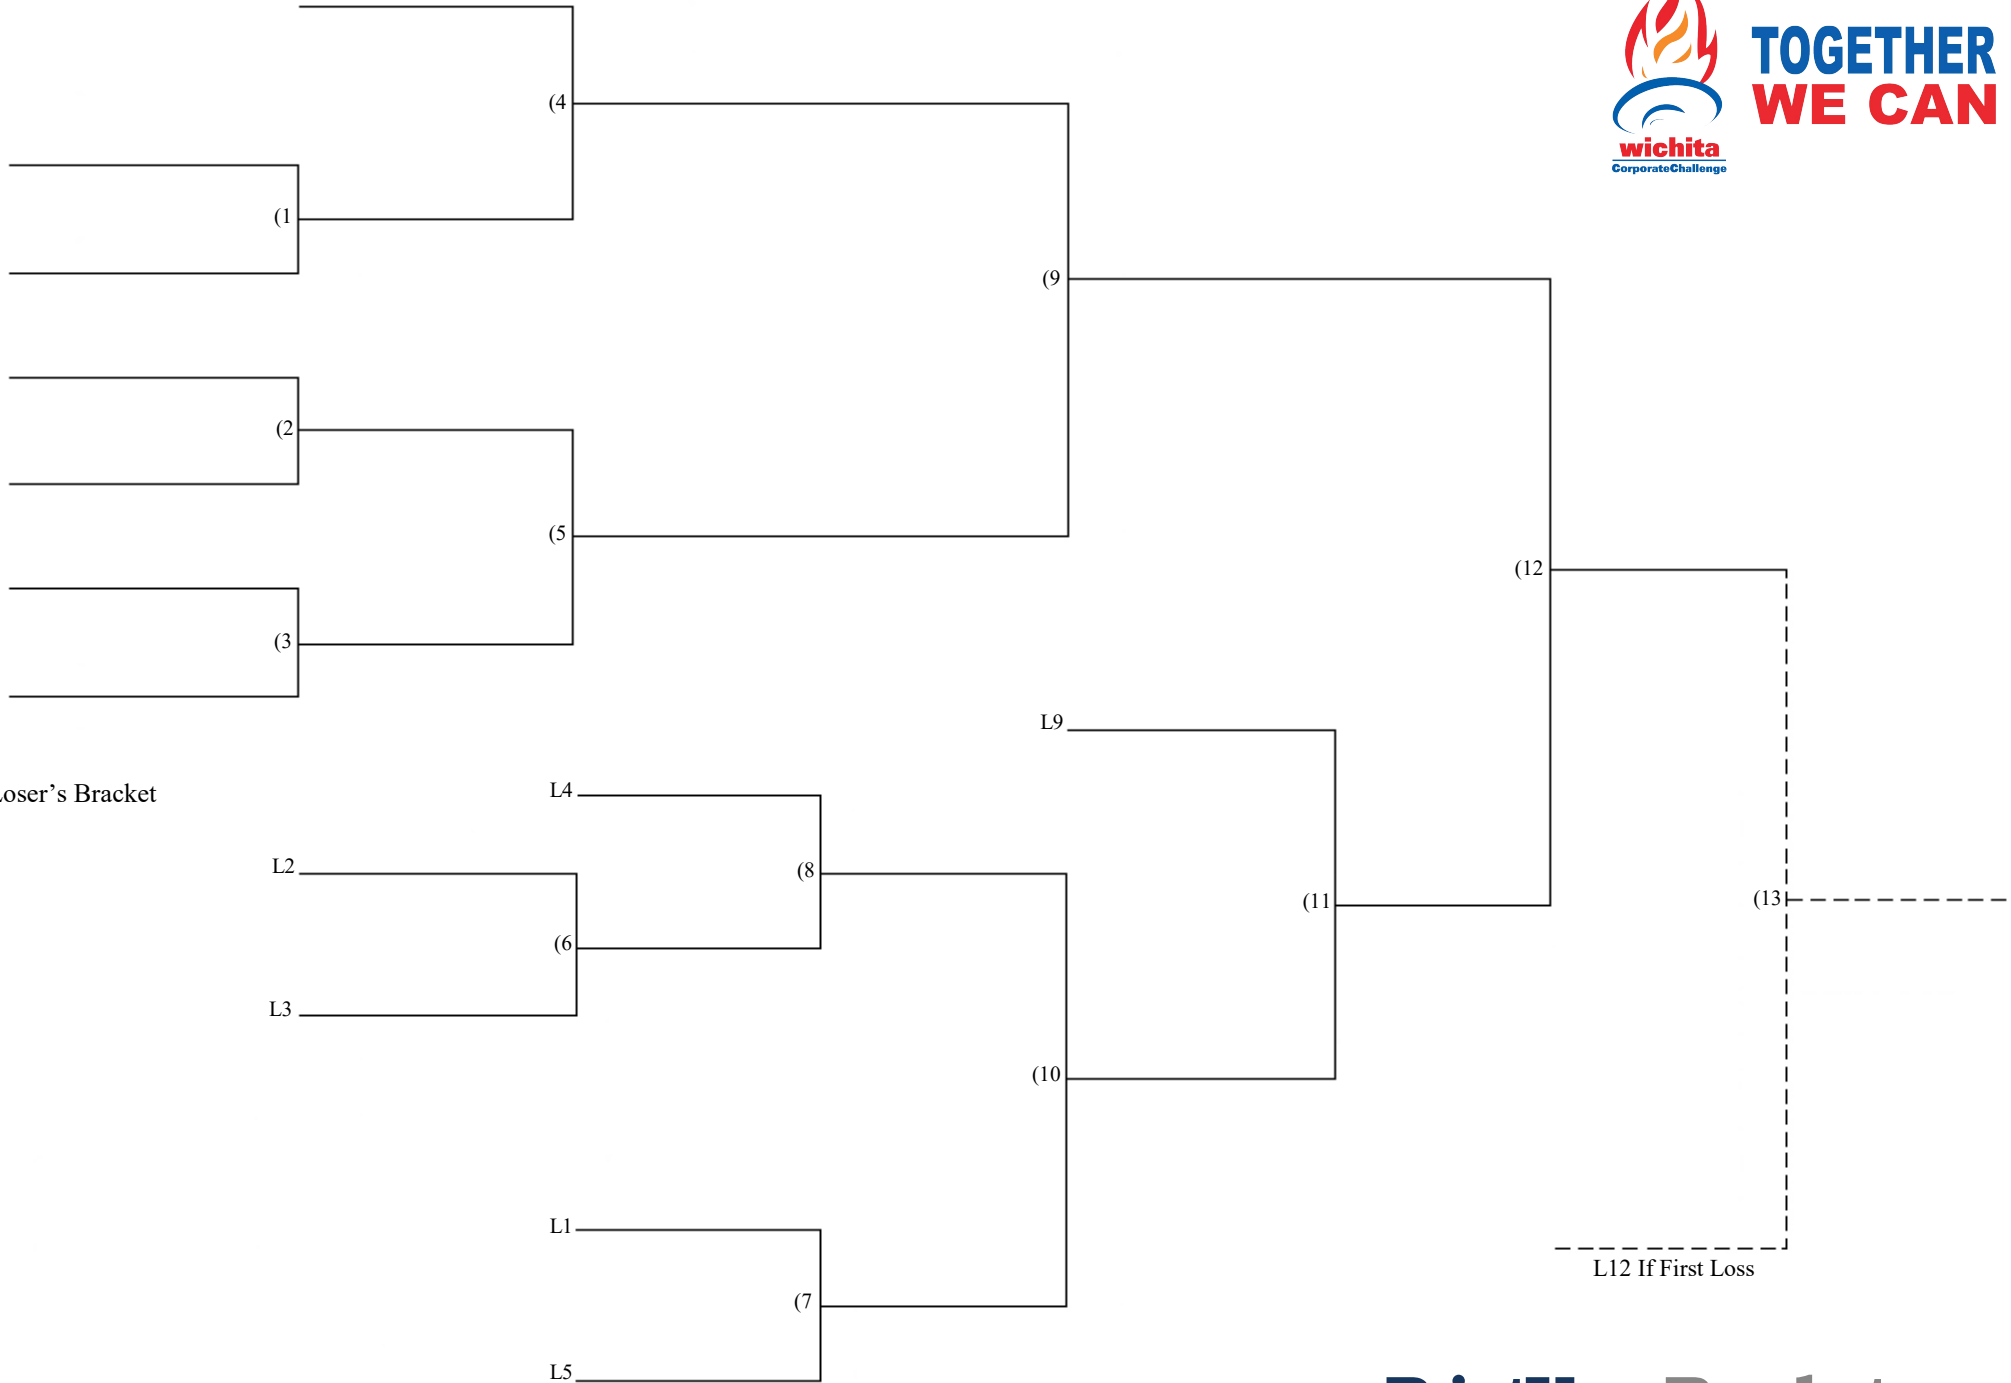 TOGETHER
WE CAN
wichita
CorporateChallenge
(4
(1
(9
(2
(5
(12
(3
L9
L4
oser’s Bracket
L2
(8
(13
(11
(6
L3
(10
L1
L12 If First Loss
(7
L5